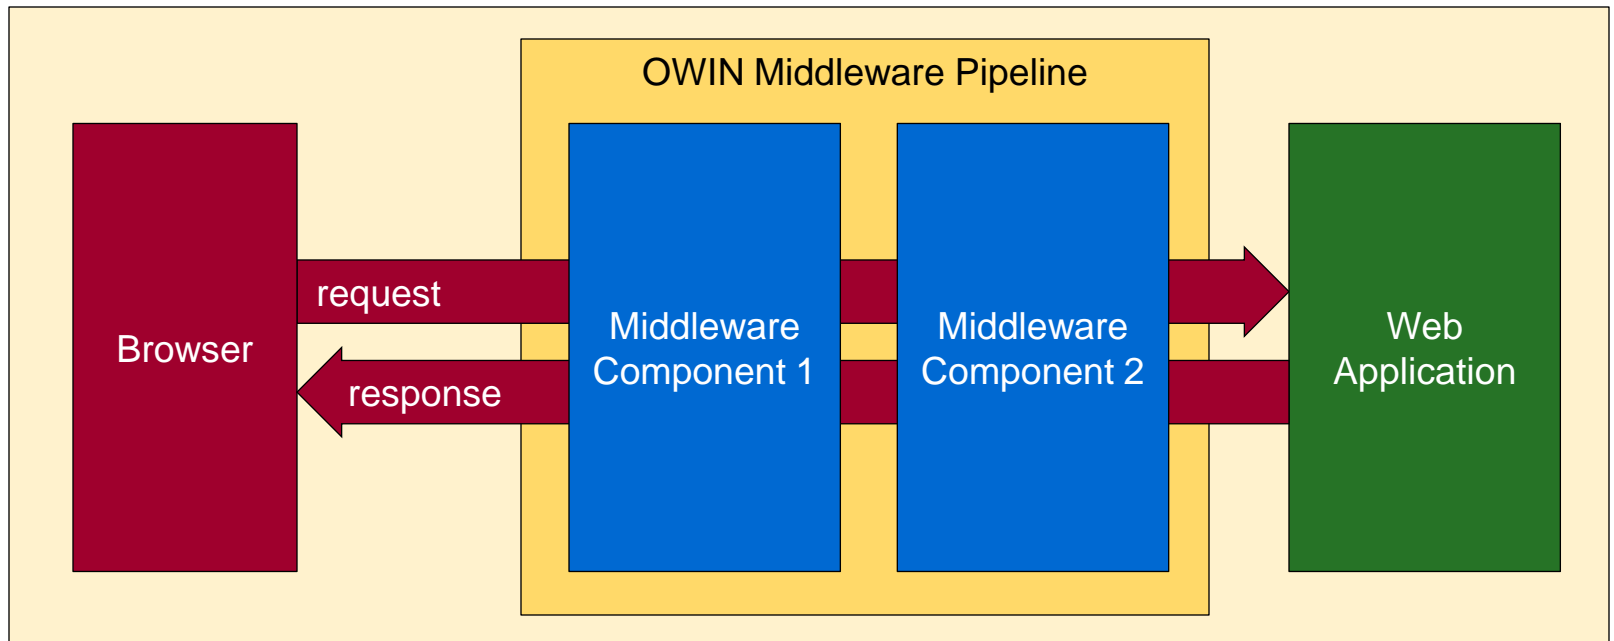 OWIN Middleware Pipeline
Browser
request
response
Middleware
Component 1
Middleware
Component 2
Web
Application